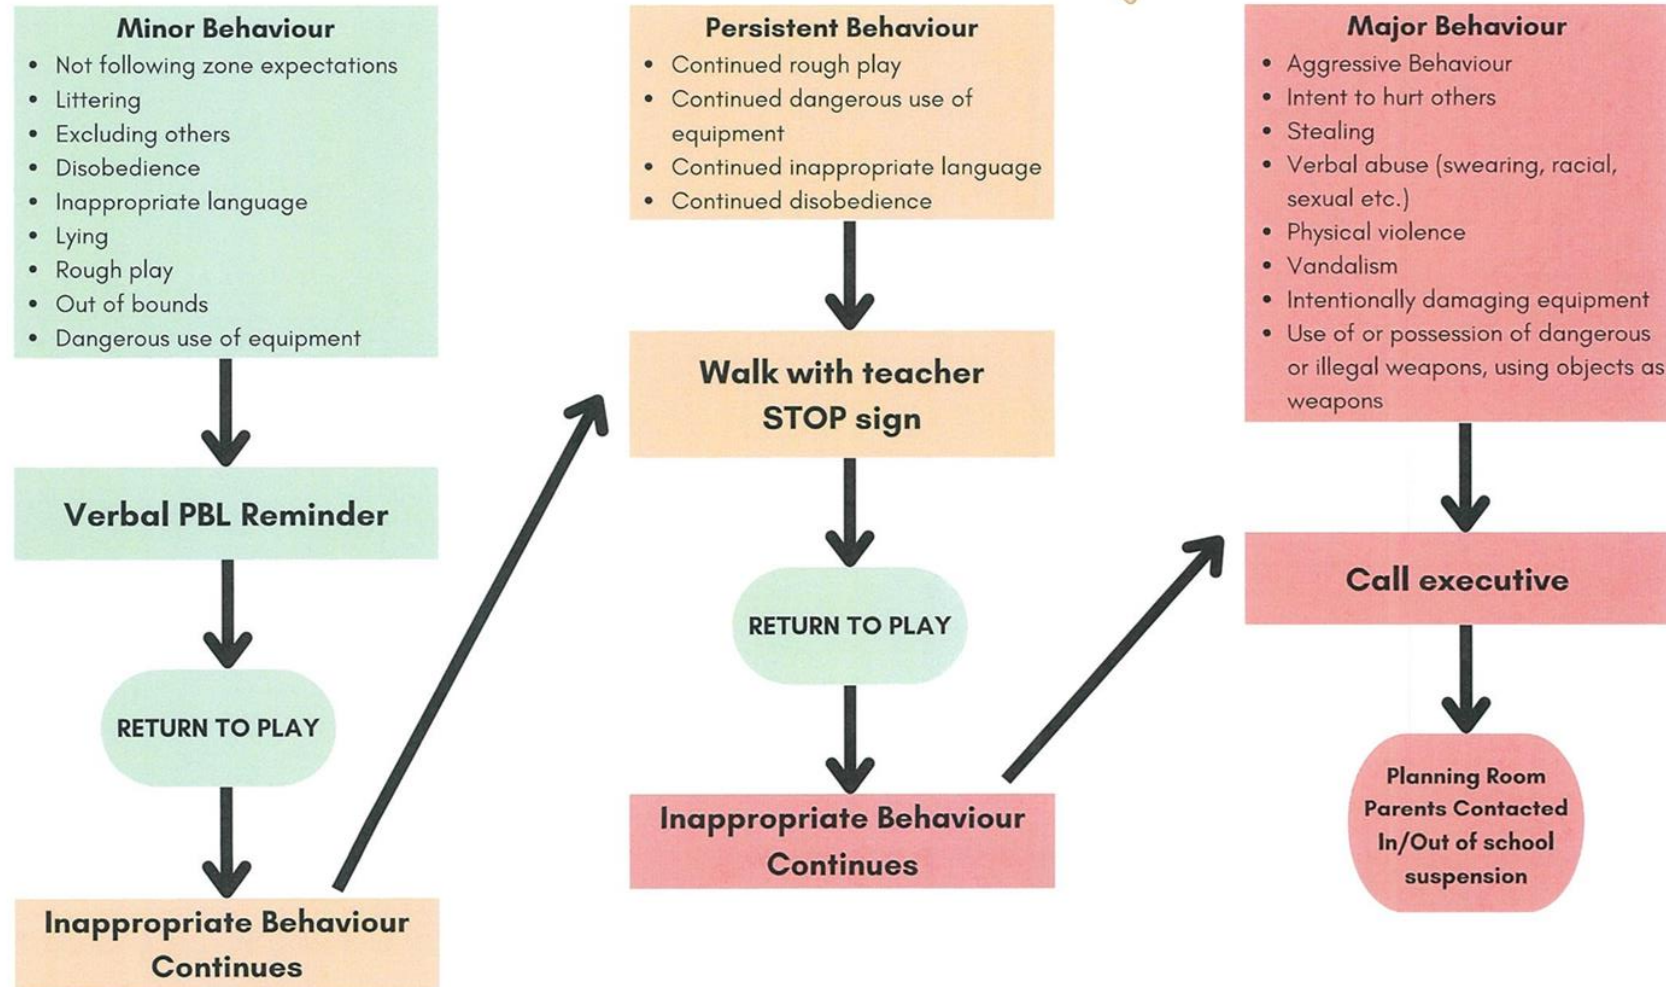 Minor Behaviour
• Not following zone expectations
• Littering
• Excluding others
• Disobedience
• Inappropriate language
• Lying
• Rough play
• Out of bounds
• Dangerous use of equipment
Verbal PBL Reminder
RETURN TO PLAY
Inappropriate Behaviour
Continues
Persistent Behaviour
• Continued rough play
• Continued dangerous use of
equipment
• Continued inappropriate language
• Continued disobedience
Walk with teacher
STOP sign
RETURN TO PLAY
Inappropriate Behaviour
Continues
Major Behaviour
• Aggressive Behaviour
• Intent to hurt others
• Stealing
• Verbal abuse (swearing, racial,
sexual etc.)
• Physical violence
• Vandalism
• Intentionally damaging equipment
• Use of or possession of dangerous
or illegal weapons, using objects as
weapons
Call executive
Planning Room
Parents Contacted
In/Out of school
suspension